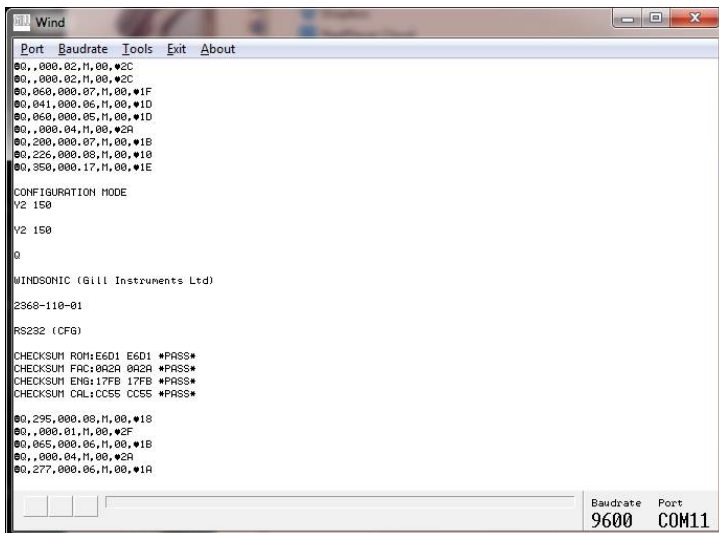 GILL Wind
Port Baudrate Tools Exit About
☻Q,,000.02,M,00,♥2C
☻Q,,000.02,M,00,♥2C
☻Q,060,000.07,M,00,♥1F
☻Q,041,000.06,M,00,♥1D
☻Q,060,000.05,M,00,♥1D
☻Q,,000.04,M,00,♥2A
☻Q,200,000.07,M,00,♥1B
☻Q,226,000.08,M,00,♥10
☻Q,350,000.17,M,00,♥1E
CONFIGURATION MODE
Y2 150
Y2 150
Q
WINDSONIC (Gill Instruments Ltd)
2368-110-01
RS232 (CFG)
CHECKSUM ROM:E6D1 E6D1 *PASS*
CHECKSUM FAC:0A2A 0A2A *PASS*
CHECKSUM ENG:17FB 17FB *PASS*
CHECKSUM CAL:CC55 CC55 *PASS*
☻Q,295,000.08,M,00,♥18
☻Q,,000.01,M,00,♥2F
☻Q,065,000.06,M,00,♥1B
☻Q,,000.04,M,00,♥2A
☻Q,277,000.06,M,00,♥1A
Baudrate Port
9600 COM11